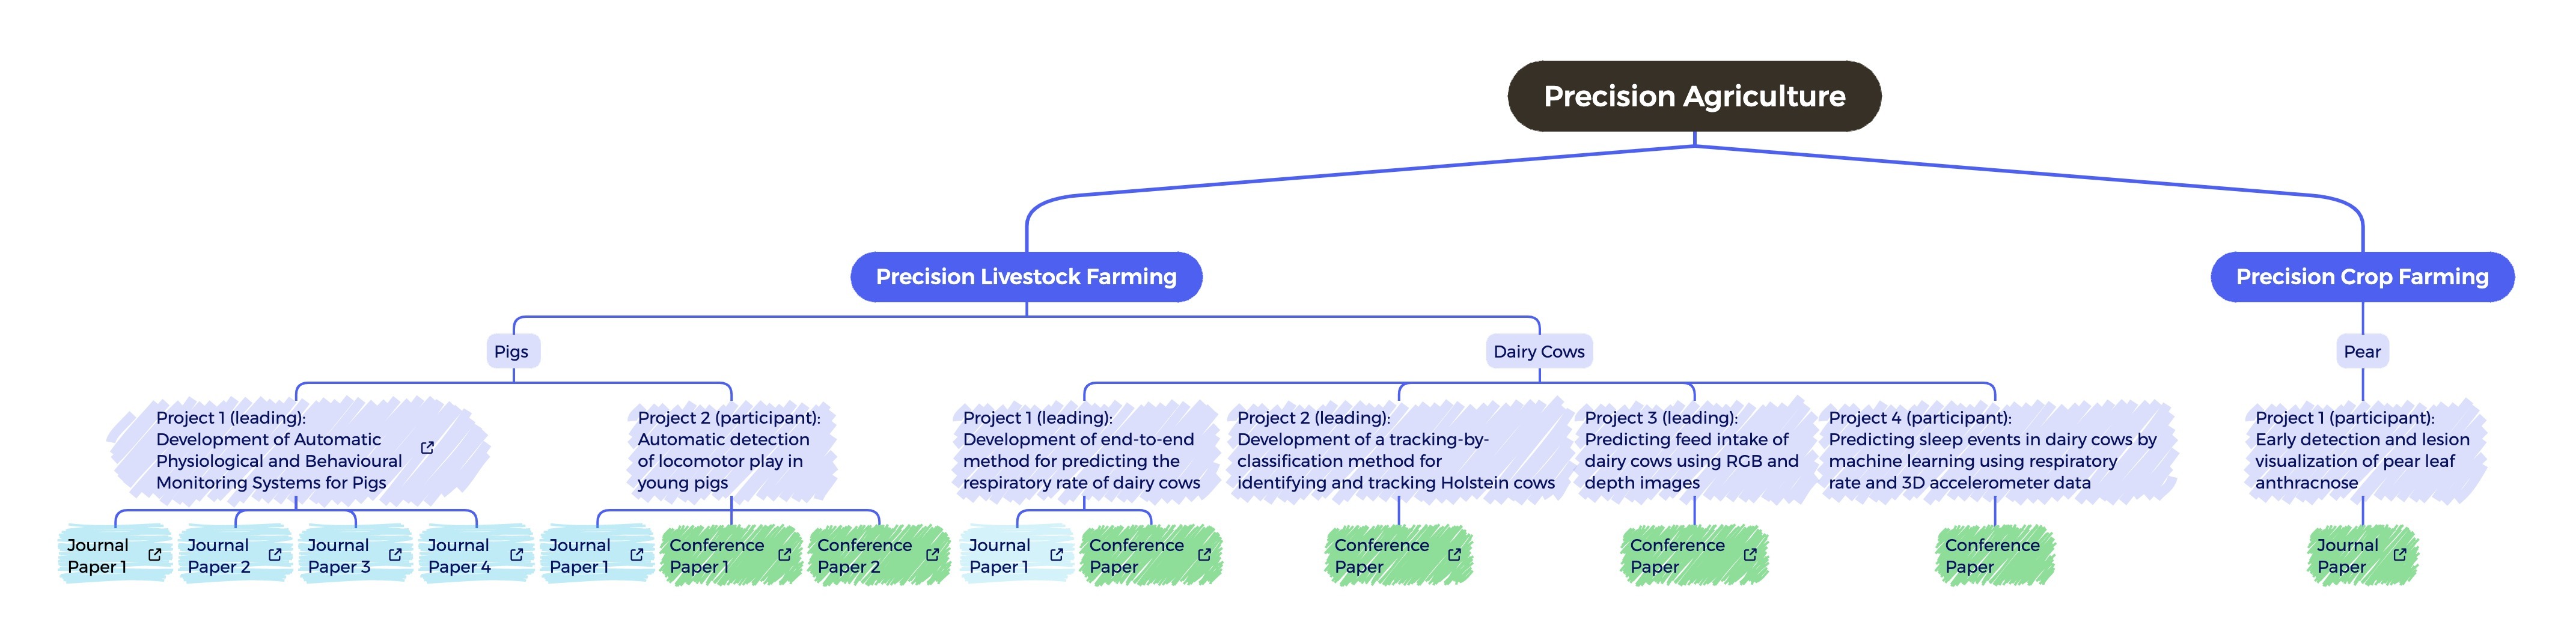 Precision Agriculture
Precision Livestock Farming
Precision Crop Farming
Pigs
Dairy Cows
Pear
Project 1 (leading):
Development of Automatic
Physiological and Behavioural
Monitoring Systems for Pigs
Project 2 (participant):
Automatic detection
of locomotor play in
young pigs
Project 1 (leading):
Development of end-to-end
method for predicting the
respiratory rate of dairy cows
Project 2 (leading):
Development of a tracking-by-
classification method for
identifying and tracking Holstein cows
Project 3 (leading):
Predicting feed intake of
dairy cows using RGB and
depth images
Project 4 (participant):
Predicting sleep events in dairy cows by
machine learning using respiratory
rate and 3D accelerometer data
Project 1 (participant):
Early detection and lesion
visualization of pear leaf
anthracnose
Journal
Paper 1
Journal
Paper 2
Journal
Paper 3
Journal
Paper 4
Journal
Paper 1
Conference
Paper 1
Conference
Paper 2
Journal
Paper 1
Conference
Paper
Conference
Paper
Conference
Paper
Conference
Paper
Journal
Paper